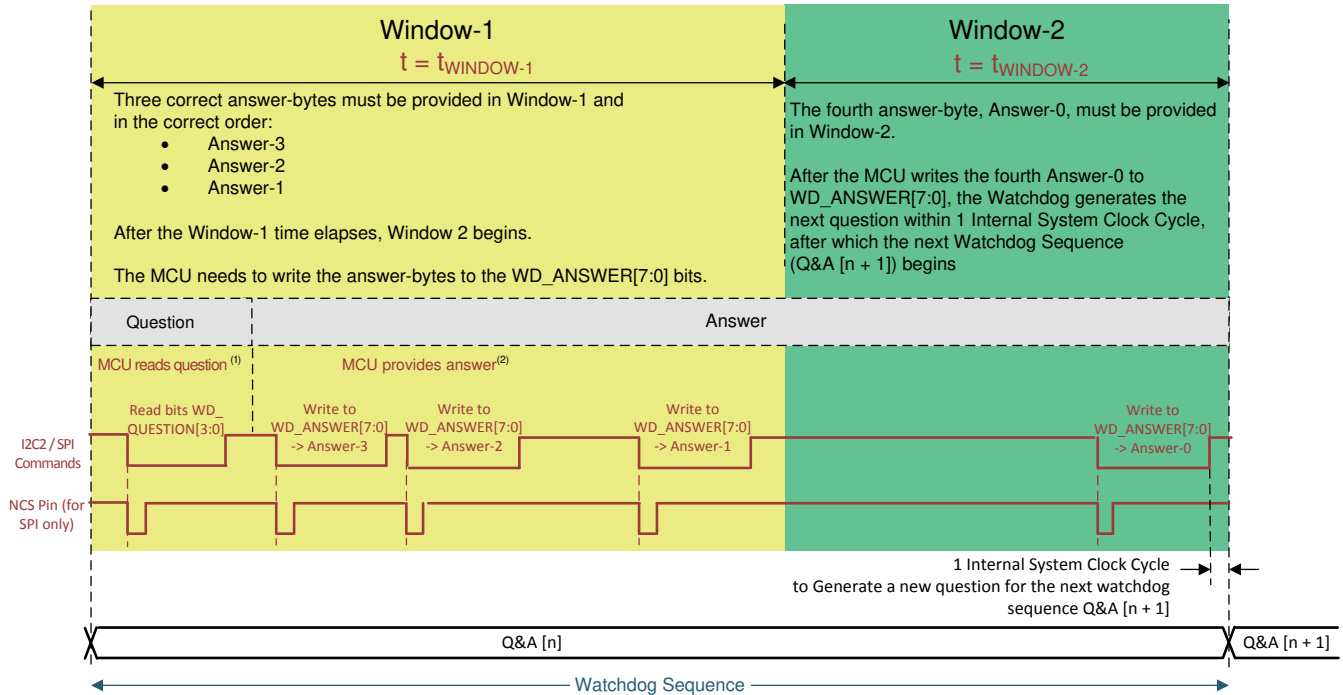 Window-1
t = tWINDOW-1
Three correct answer-bytes must be provided in Window-1 and
in the correct order:
• Answer-3
• Answer-2
• Answer-1
After the Window-1 time elapses, Window 2 begins.
The MCU needs to write the answer-bytes to the WD_ANSWER[7:0] bits.
Window-2
t = tWINDOW-2
The fourth answer-byte, Answer-0, must be provided
in Window-2.
After the MCU writes the fourth Answer-0 to
WD_ANSWER[7:0], the Watchdog generates the
next question within 1 Internal System Clock Cycle,
after which the next Watchdog Sequence
(Q&A [n + 1]) begins
Question
Answer
MCU reads question (1)
MCU provides answer(2)
I2C2 / SPI
Commands
Read bits WD_
QUESTION[3:0]
Write to
WD_ANSWER[7:0]
-> Answer-3
Write to
WD_ANSWER[7:0]
-> Answer-2
Write to
WD_ANSWER[7:0]
-> Answer-1
Write to
WD_ANSWER[7:0]
-> Answer-0
NCS Pin (for
SPI only)
1 Internal System Clock Cycle
to Generate a new question for the next watchdog
sequence Q&A [n + 1]
Q&A [n]
Q&A [n + 1]
Watchdog Sequence